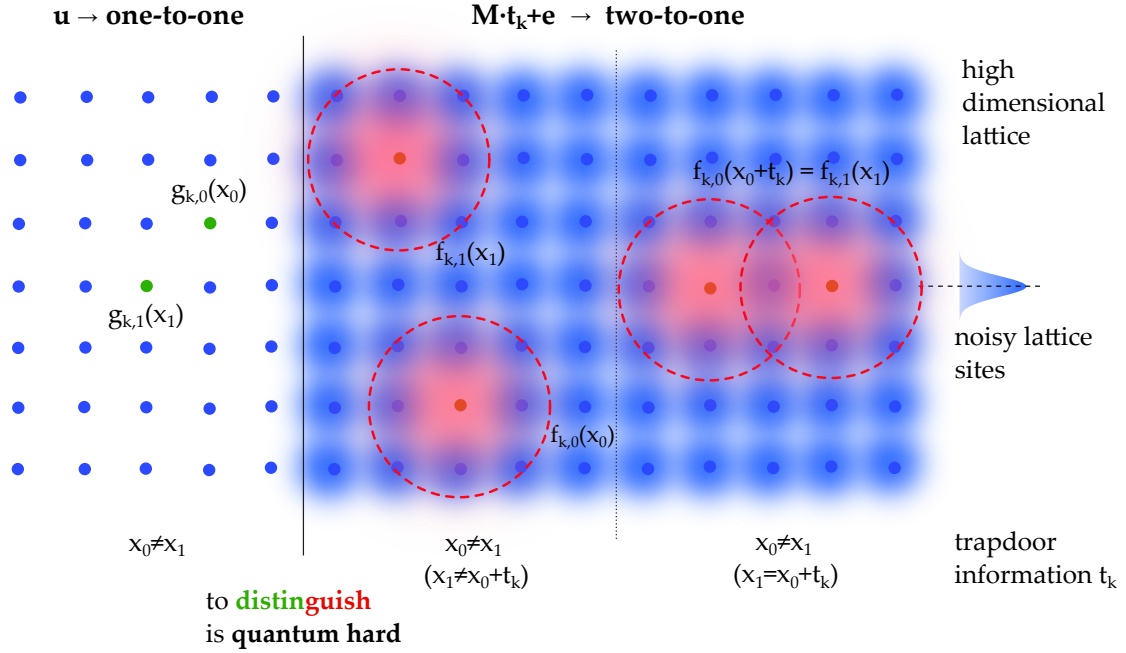 u → one-to-one
M·tₖ+e → two-to-one
high
dimensional
lattice
gₖ,₀(x₀)
fₖ,₀(x₀+tₖ) = fₖ,₁(x₁)
fₖ,₁(x₁)
gₖ,₁(x₁)
noisy lattice
sites
fₖ,₀(x₀)
x₀≠x₁
x₀≠x₁
(x₁≠x₀+tₖ)
x₀≠x₁
(x₁=x₀+tₖ)
trapdoor
information tₖ
to distinguish
is quantum hard